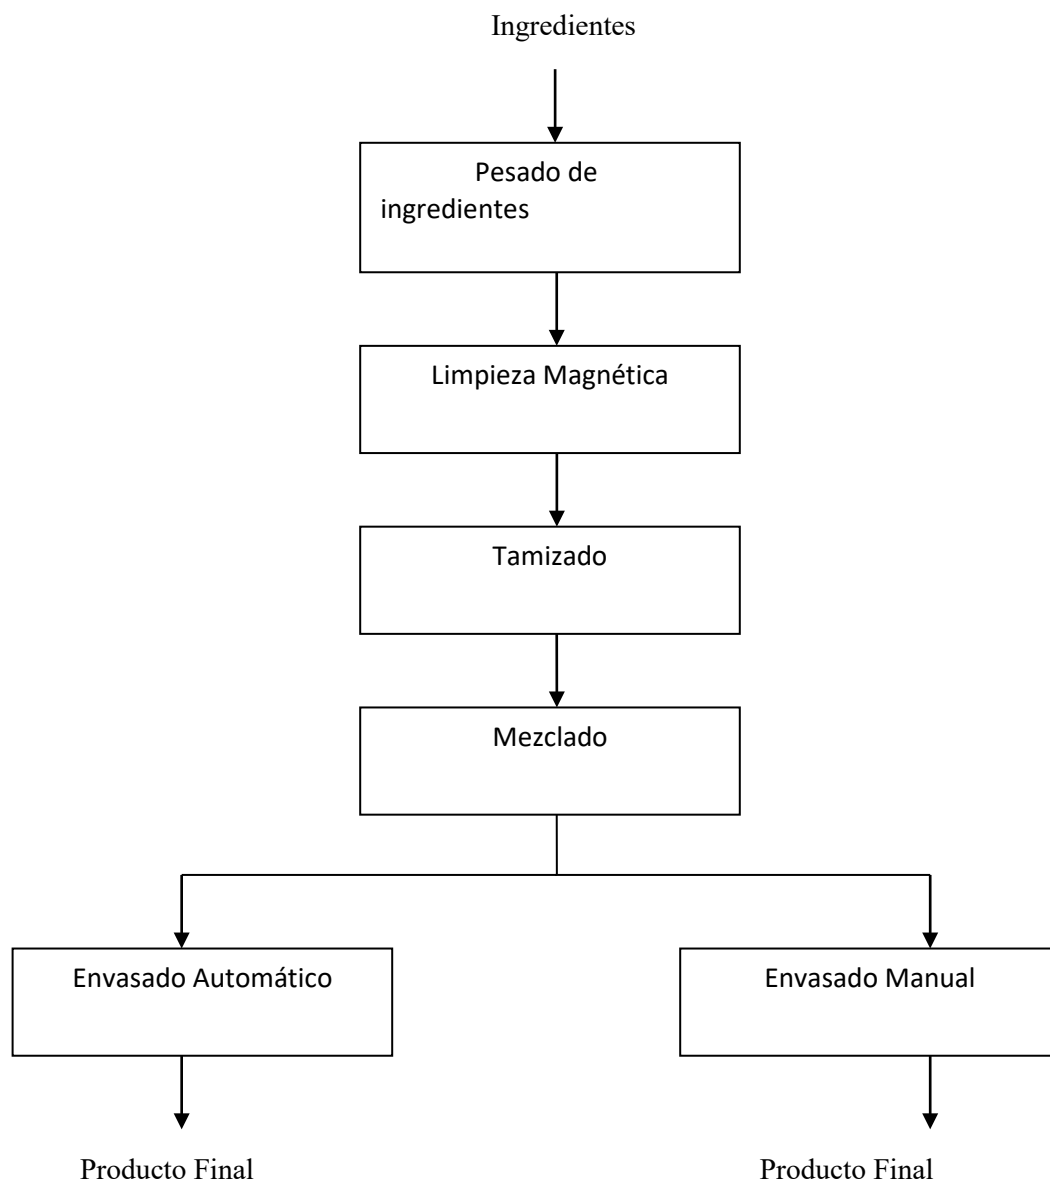 Ingredientes
Pesado de
ingredientes
Limpieza Magnética
Tamizado
Mezclado
Envasado Automático
Envasado Manual
Producto Final
Producto Final